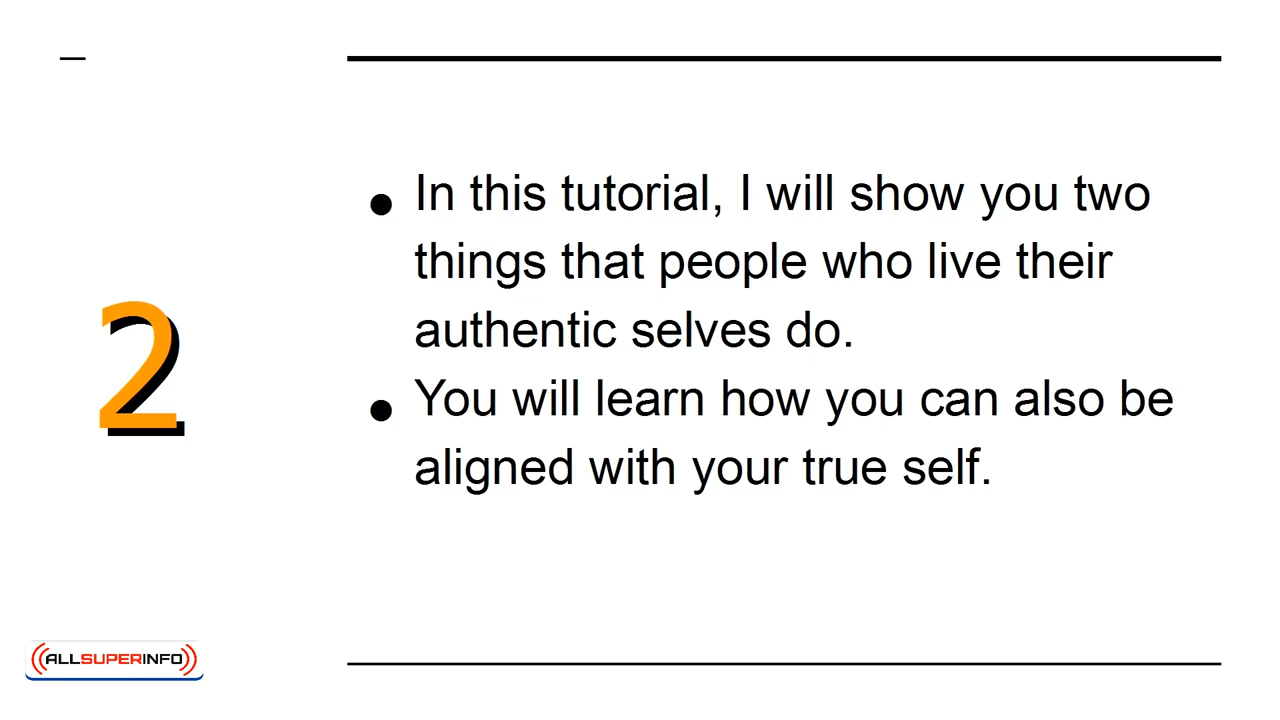 2
• In this tutorial, I will show you two
things that people who live their
authentic selves do.
• You will learn how you can also be
aligned with your true self.
ALLSUPERINFO